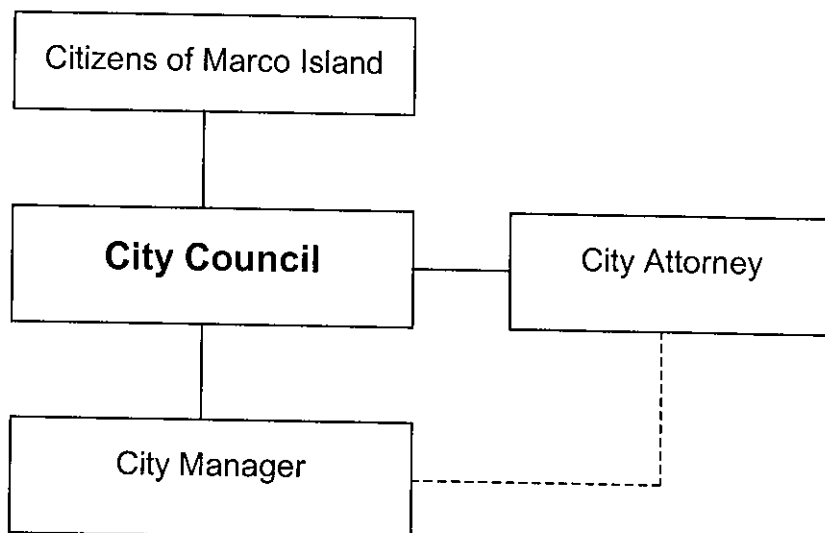 Citizens of Marco Island
City Council
City Attorney
City Manager